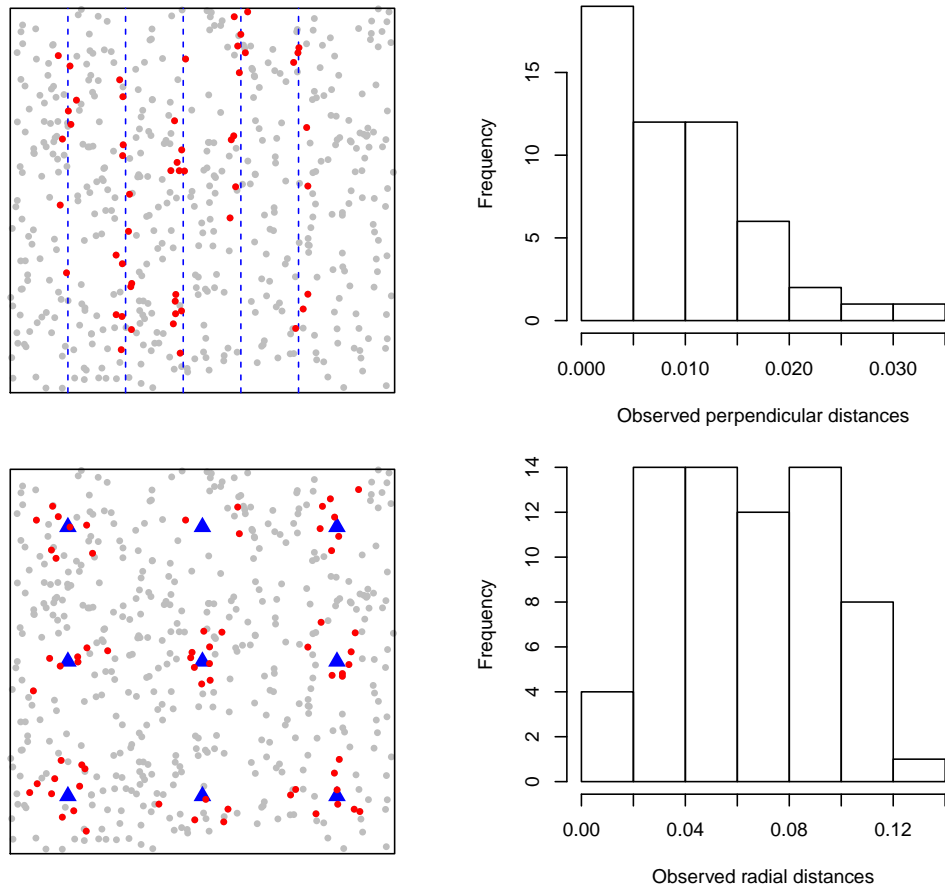 Frequency
0
5
15
0.000 0.010 0.020 0.030
Observed perpendicular distances
Frequency
0 2 4 6 8 10 12 14
0.00 0.04 0.08 0.12
Observed radial distances